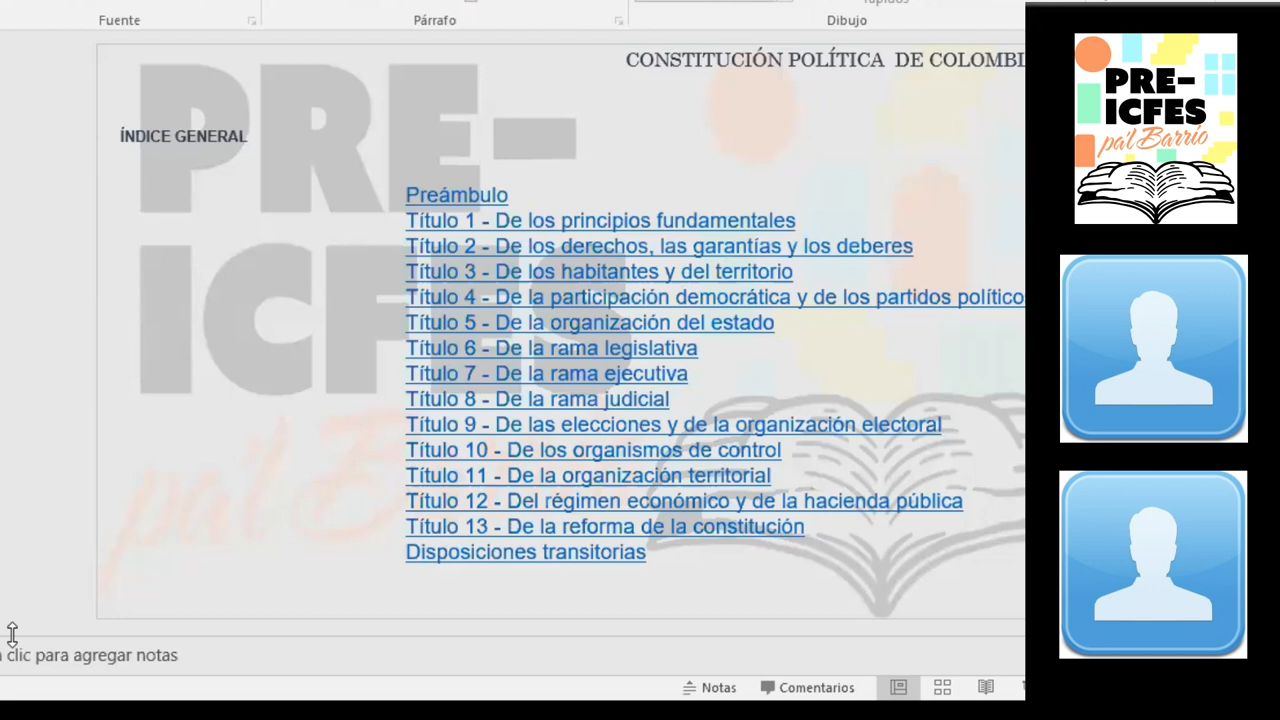 Fuente
Párrafo
Dibujo
CONSTITUCIÓN POLÍTICA DE COLOMBI
ÍNDICE GENERAL
Preámbulo
Título 1 - De los principios fundamentales
Título 2 - De los derechos, las garantías y los deberes
Título 3 - De los habitantes y del territorio
Título 4 - De la participación democrática y de los partidos político
Título 5 - De la organización del estado
Título 6 - De la rama legislativa
Título 7 - De la rama ejecutiva
Título 8 - De la rama judicial
Título 9 - De las elecciones y de la organización electoral
Título 10 - De los organismos de control
Título 11 - De la organización territorial
Título 12 - Del régimen económico y de la hacienda pública
Título 13 - De la reforma de la constitución
Disposiciones transitorias
PRE-
ICFES
pa'l B
clic para agregar notas
Notas
Comentarios
PRE-
ICFES
pa'l Barrio